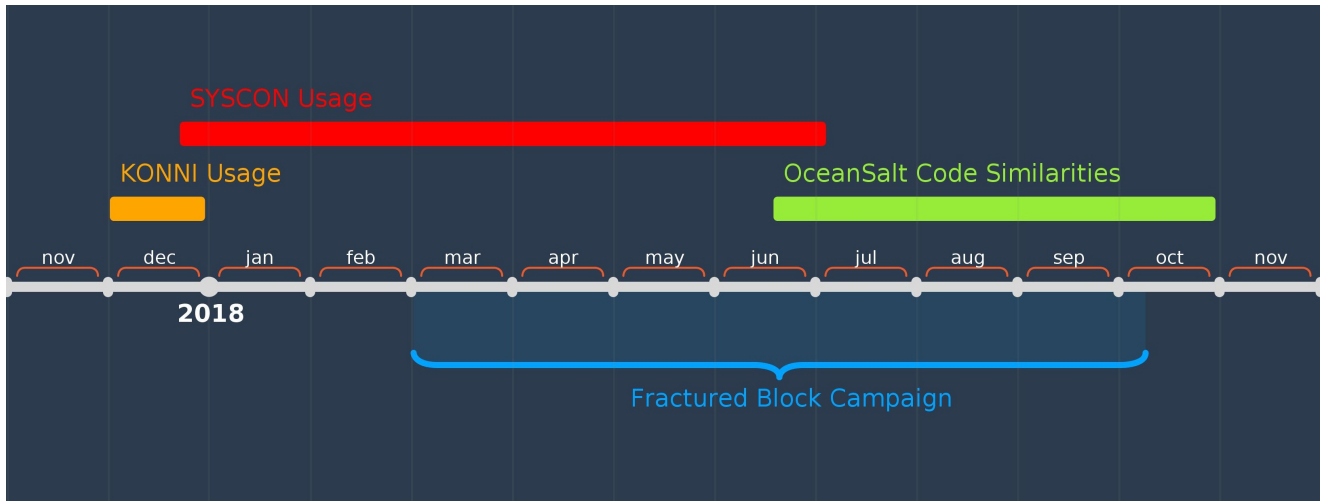 SYSCON Usage
KONNI Usage
OceanSalt Code Similarities
nov dec jan feb mar apr may jun jul aug sep oct nov
2018
Fractured Block Campaign